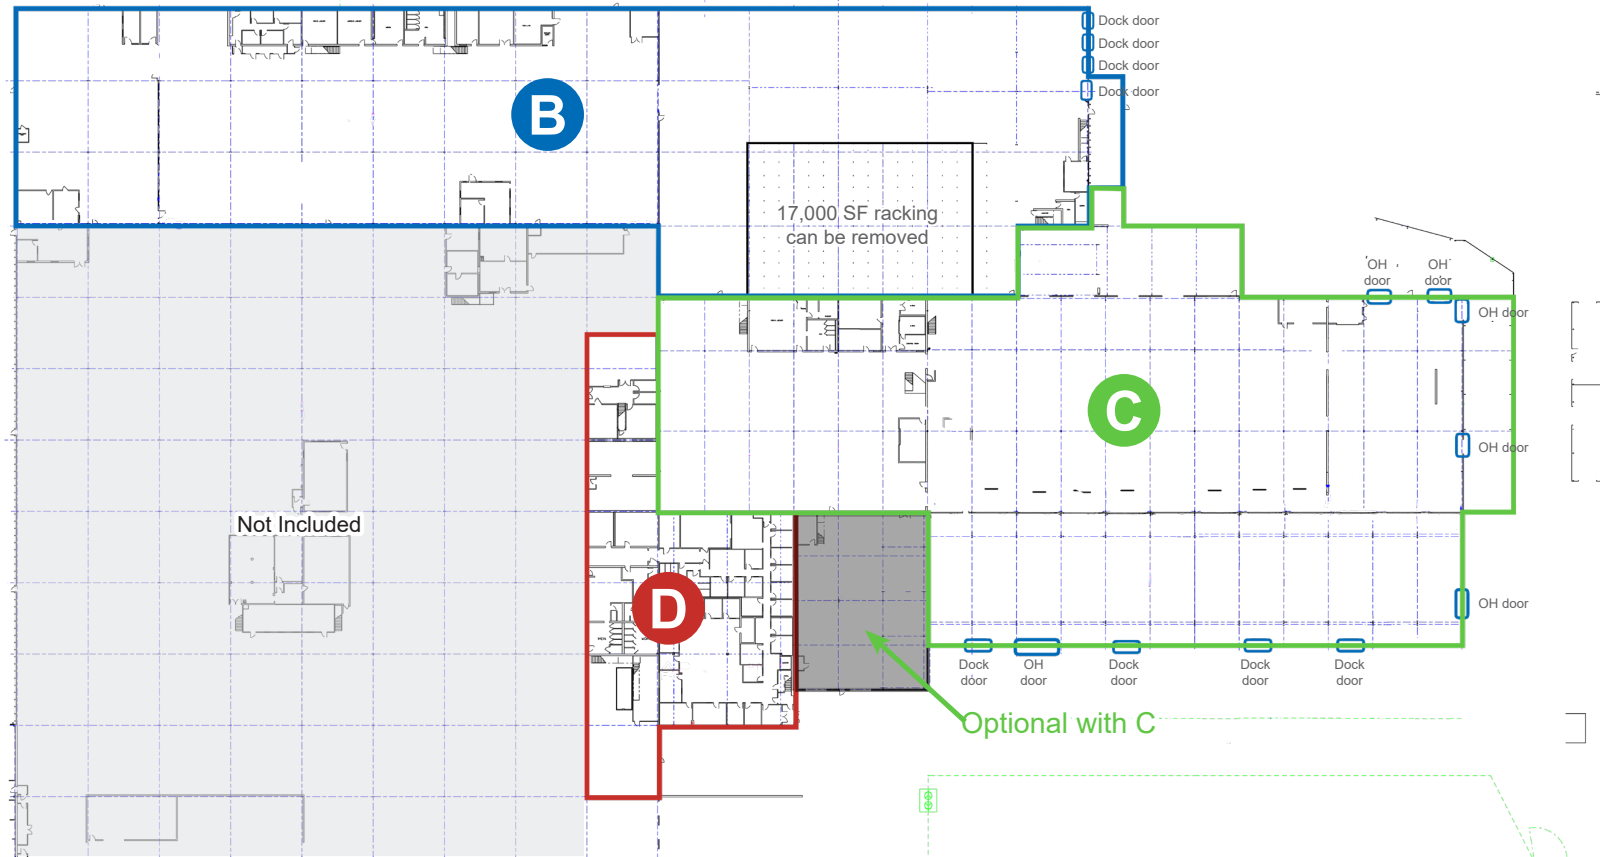 Dock door
Dock door
Dock door
Dock door
B
17,000 SF racking
can be removed
OH
door
OH
door
OH door
C
OH door
Not Included
D
OH door
Dock
door
OH
door
Dock
door
Dock
door
Dock
door
Optional with C